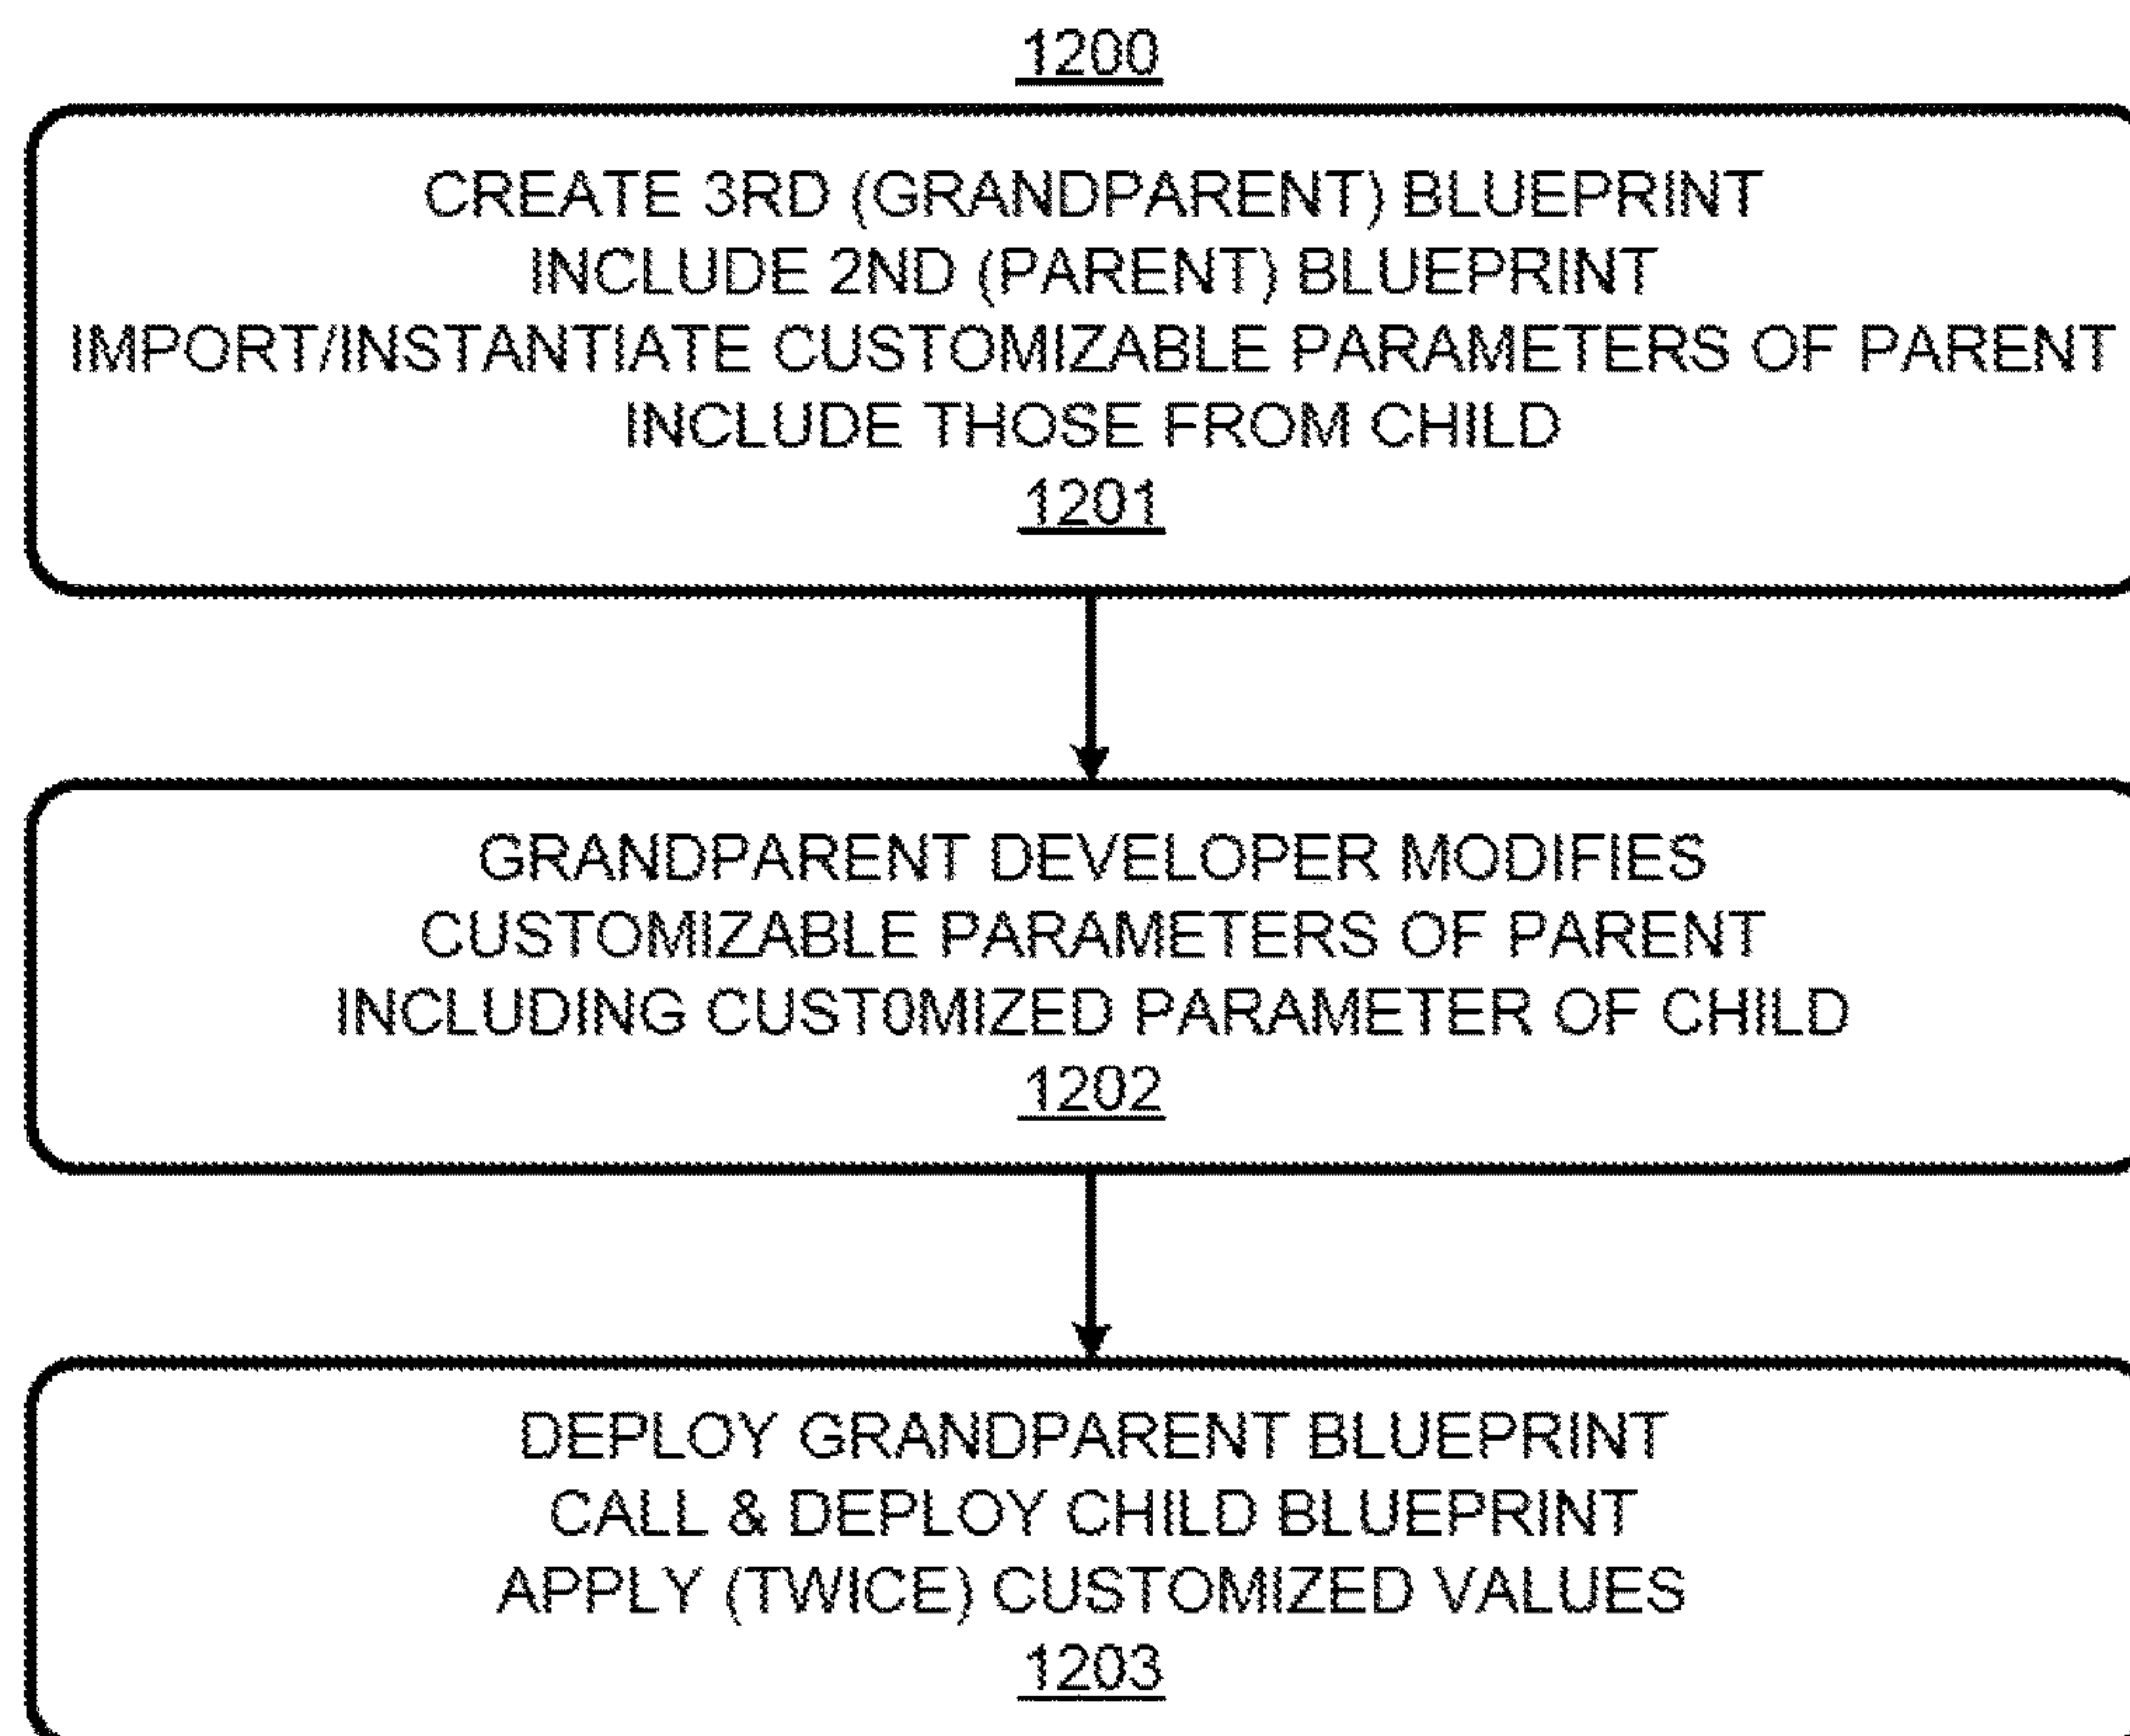 1200
CREATE 3RD (GRANDPARENT) BLUEPRINT
INCLUDE 2ND (PARENT) BLUEPRINT
IMPORT/INSTANTIATE CUSTOMIZABLE PARAMETERS OF PARENT
INCLUDE THOSE FROM CHILD
1201
GRANDPARENT DEVELOPER MODIFIES
CUSTOMIZABLE PARAMETERS OF PARENT
INCLUDING CUST0MIZED PARAMETER OF CHILD
1202
DEPLOY GRANDPARENT BLUEPRINT
CALL & DEPLOY CHILD BLUEPRINT
APPLY (TWICE) CUSTOMIZED VALUES
1203